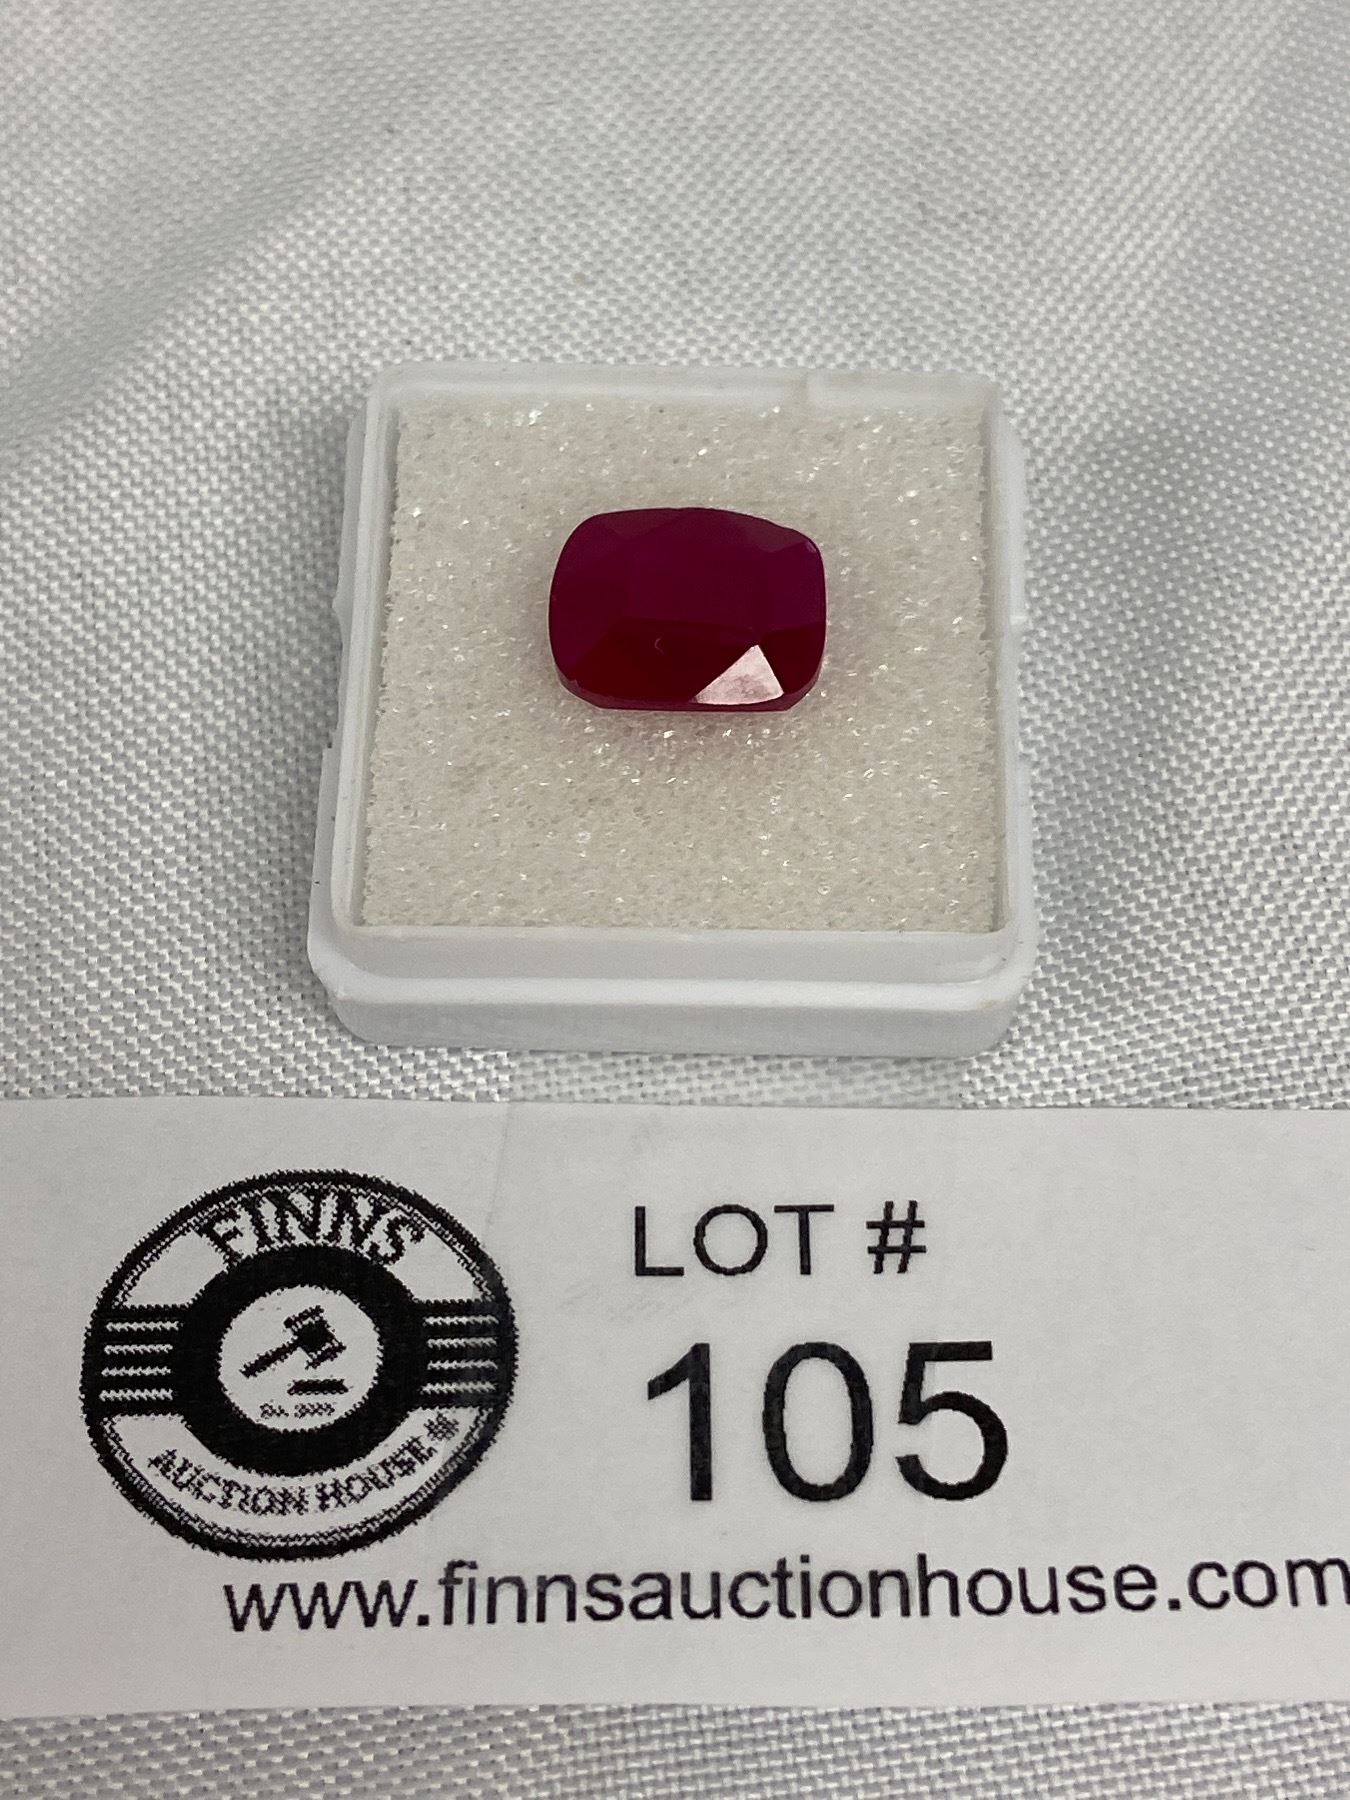 FINNS
AUCTION HOUSE
LOT #
105
www.finnsauctionhouse.com